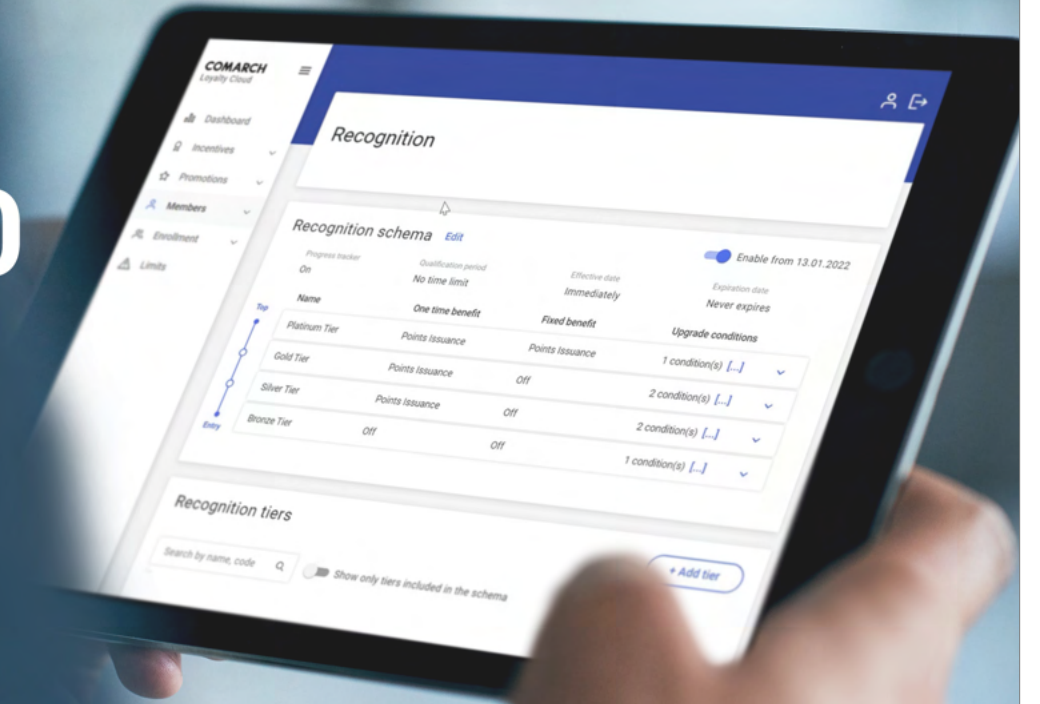 COMARCH
Loyalty Cloud
Dashboard
Incentives
Promotions
Members
Enrollment
Limits
Recognition
Recognition schema Edit
Enable from 13.01.2022
Progress tracker Qualification period Effective date Expiration date
On No time limit Immediately Never expires
Name One time benefit Fixed benefit Upgrade conditions
Top
Platinum Tier Points Issuance Points Issuance 1 condition(s) [...]
Gold Tier Points Issuance Off 2 condition(s) [...]
Silver Tier Points Issuance Off 2 condition(s) [...]
Bronze Tier Off Off 1 condition(s) [...]
Entry
Recognition tiers
Search by name, code
Show only tiers included in the schema
+ Add tier